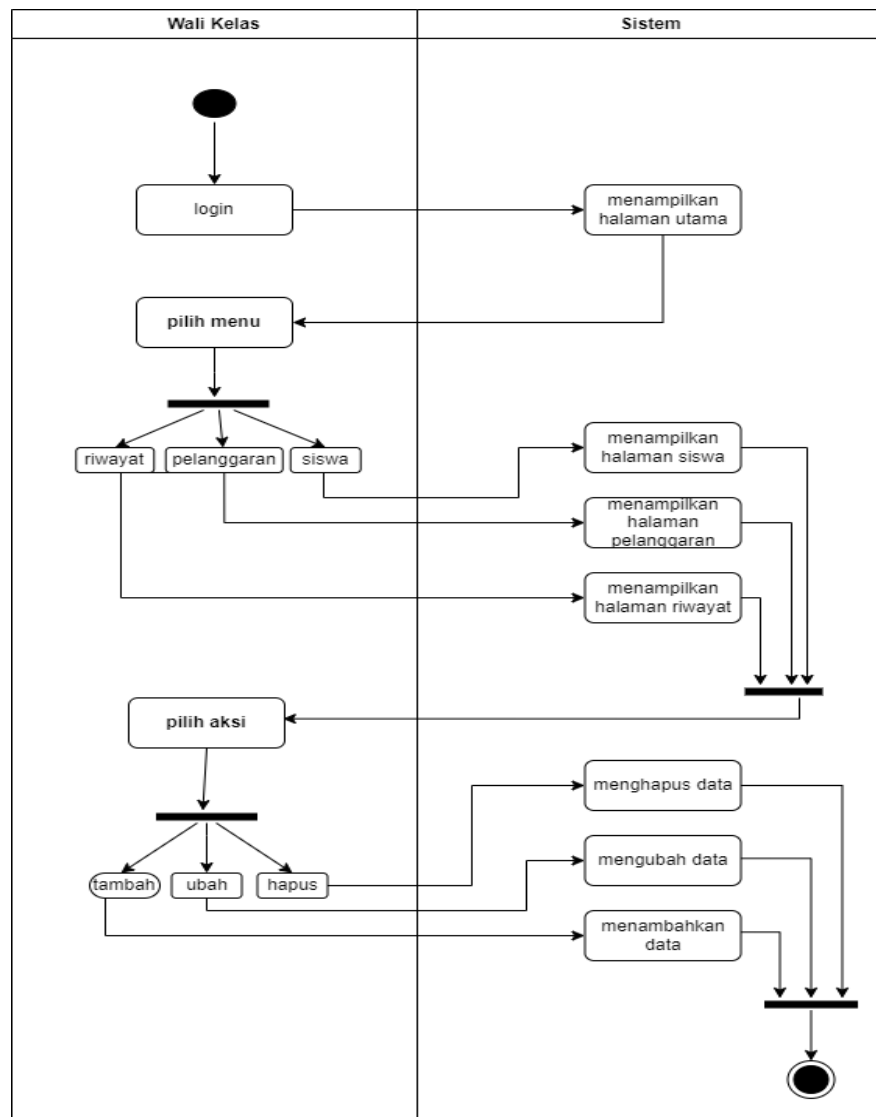 Wali Kelas
Sistem
login
menampilkan
halaman utama
pilih menu
riwayat
pelanggaran
siswa
menampilkan
halaman siswa
menampilkan
halaman
pelanggaran
menampilkan
halaman riwayat
pilih aksi
menghapus data
tambah
ubah
hapus
mengubah data
menambahkan
data